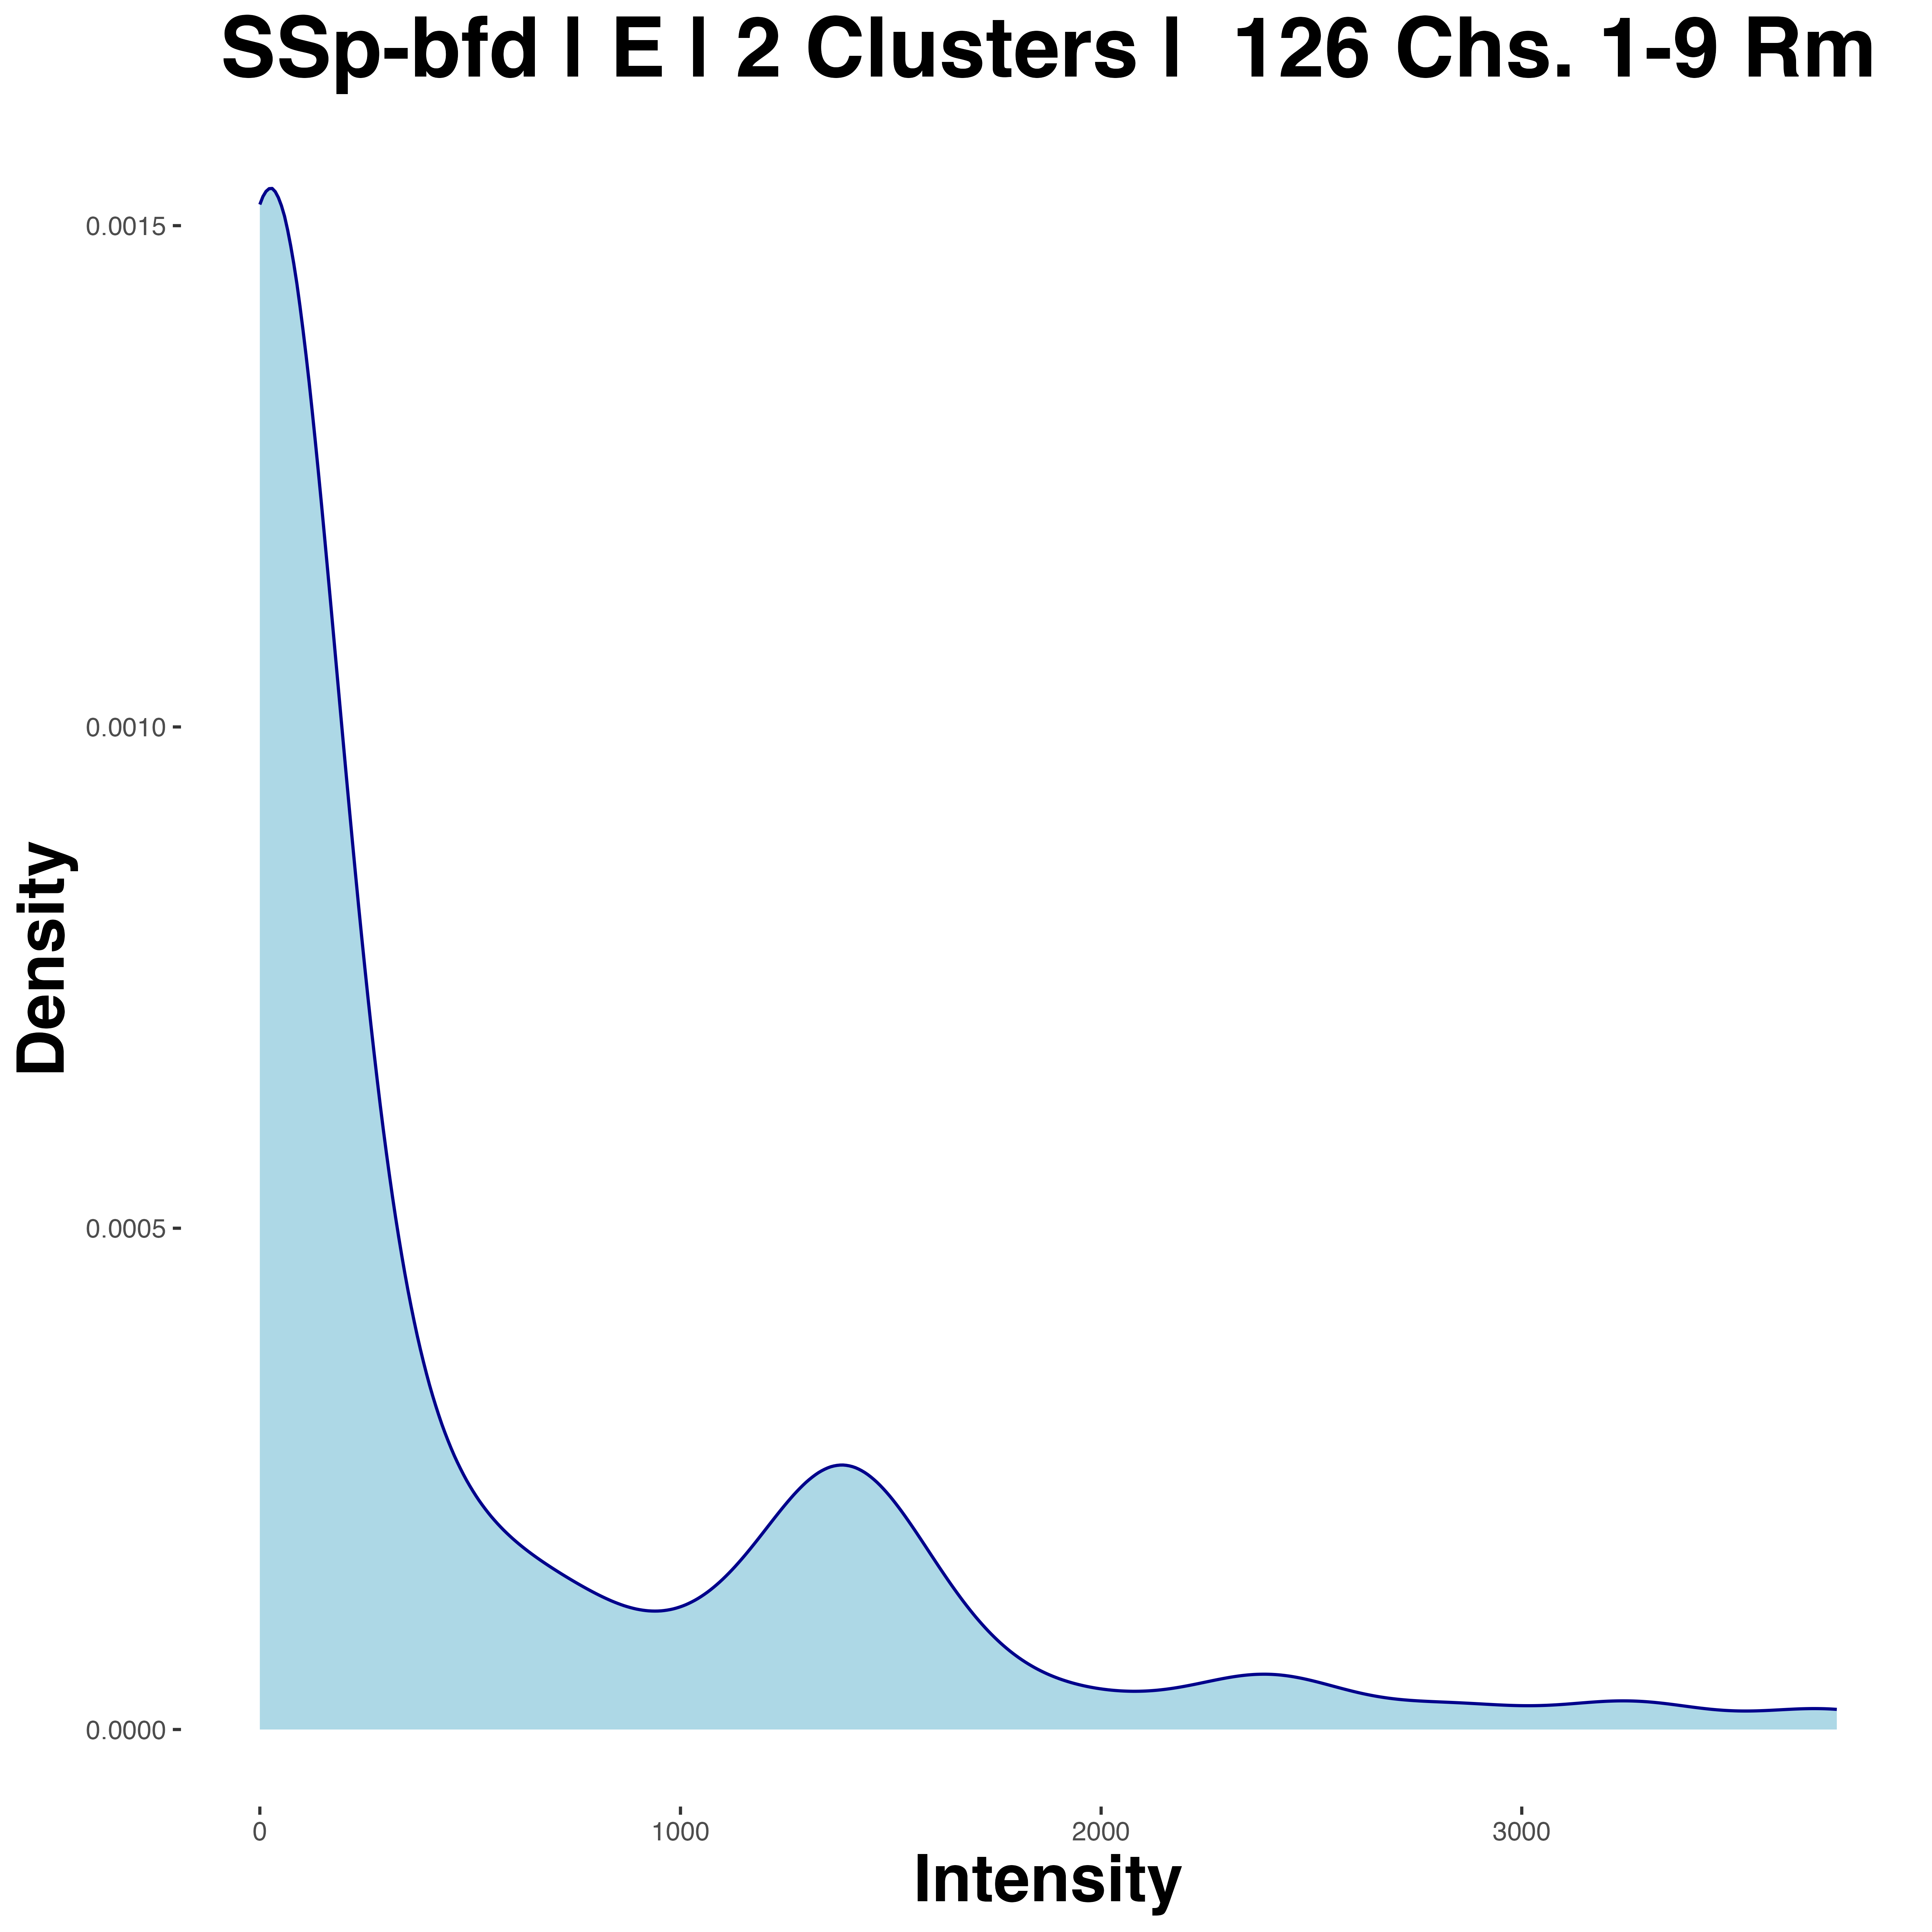 SSp-bfd | E | 2 Clusters | 126 Chs. 1-9 Rm
0.0015
0.0010
0.0005
0.0000
Density
0 1000 2000 3000
Intensity